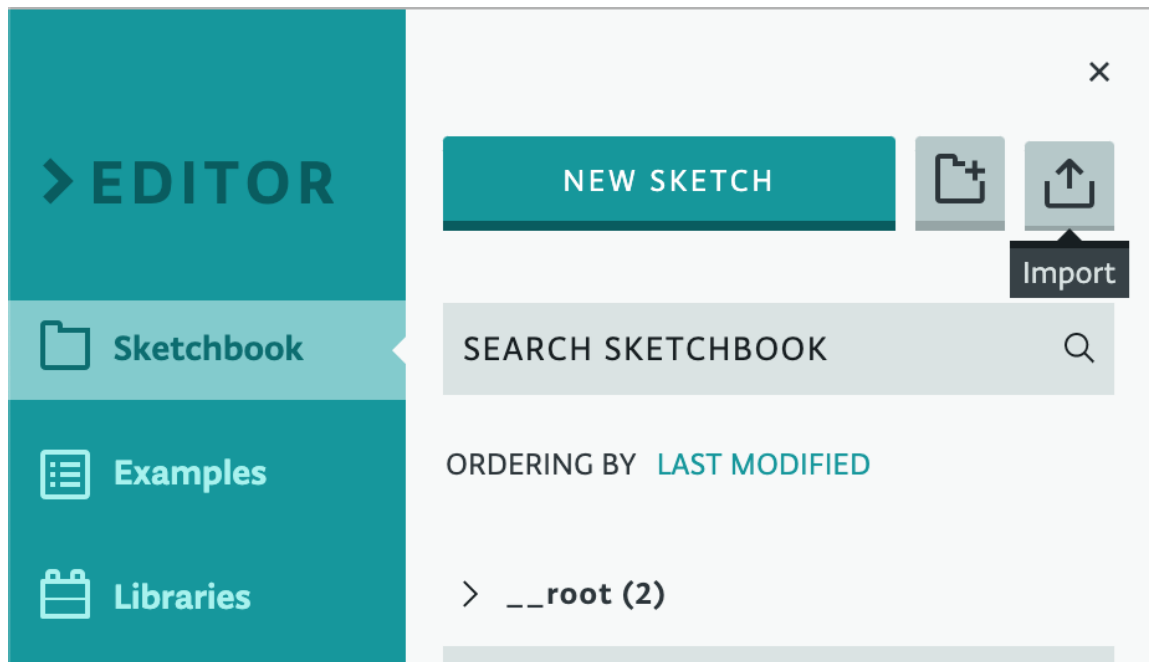 EDITOR
NEW SKETCH
Import
Sketchbook
SEARCH SKETCHBOOK
Examples
ORDERING BY LAST MODIFIED
Libraries
__root (2)